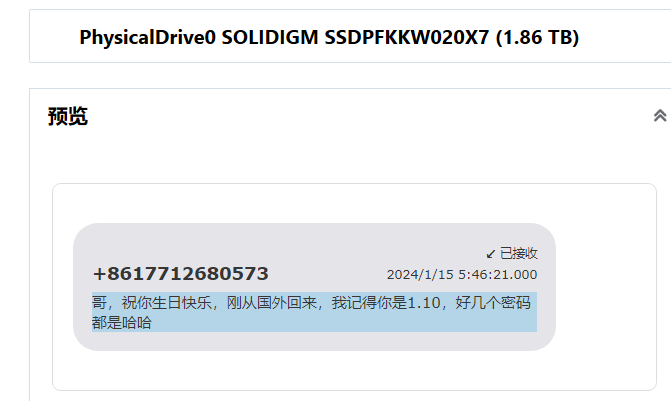 PhysicalDrive0 SOLIDIGM SSDPFKKW020X7 (1.86 TB)
预览
↙ 已接收
+8617712680573 2024/1/15 5:46:21.000
哥，祝你生日快乐，刚从国外回来，我记得你是1.10，好几个密码
都是哈哈